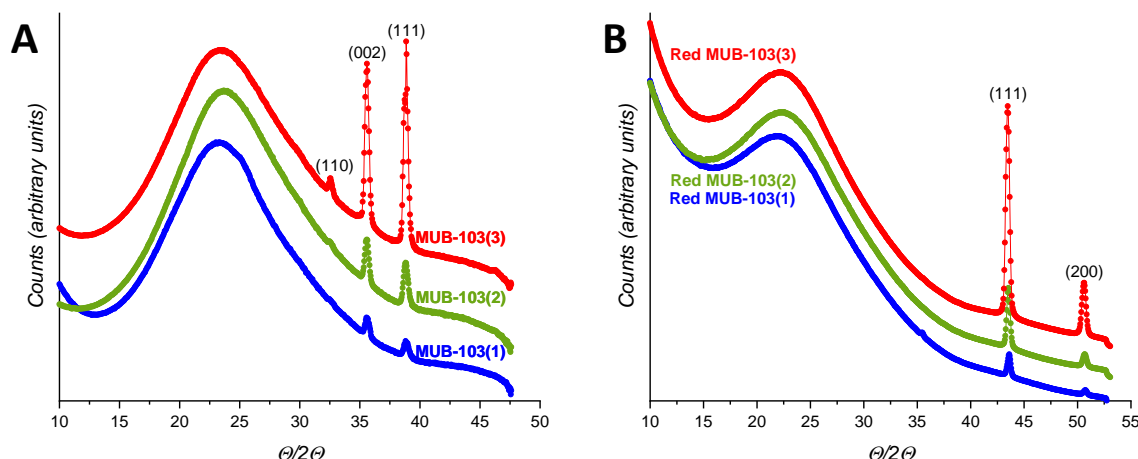 A
Counts (arbitrary units)
(110)
(002)
(111)
MUB-103(3)
MUB-103(2)
MUB-103(1)
10 15 20 25 30 35 40 45 50
Θ/2Θ
B
Counts (arbitrary units)
Red MUB-103(3)
Red MUB-103(2)
Red MUB-103(1)
(111)
(200)
10 15 20 25 30 35 40 45 50 55
Θ/2Θ